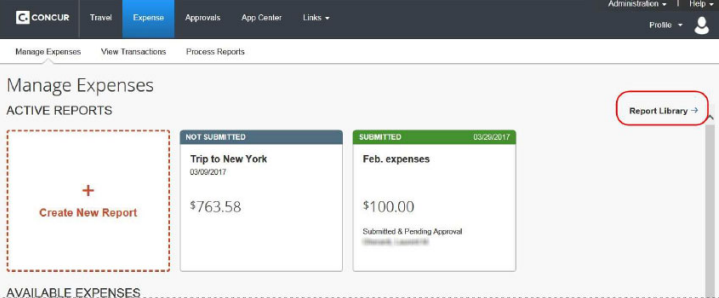 Administration ▾ | Help ▾
C. CONCUR Travel Expense Approvals App Center Links ▾ Profile ▾
Manage Expenses View Transactions Process Reports
Manage Expenses
ACTIVE REPORTS
Report Library →
+
Create New Report
NOT SUBMITTED
Trip to New York
03/09/2017
$763.58
SUBMITTED 03/29/2017
Feb. expenses
$100.00
Submitted & Pending Approval
AVAILABLE EXPENSES